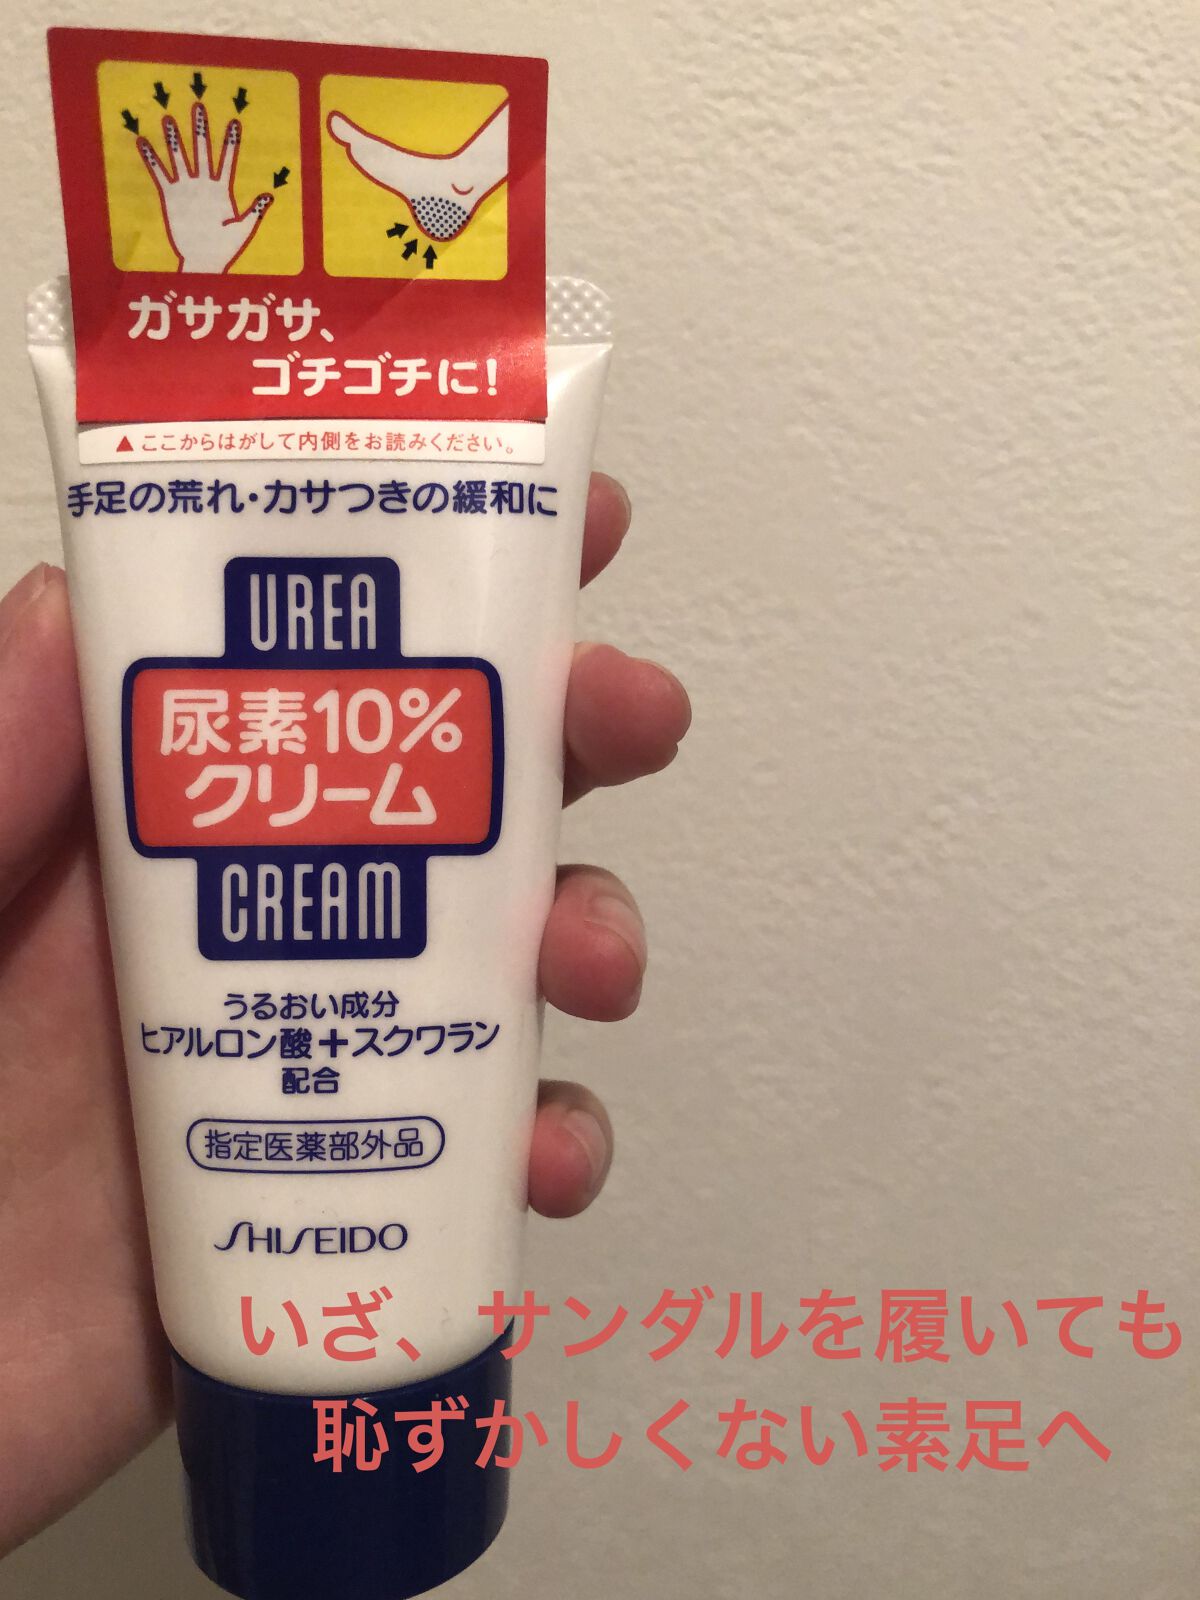 ガサガサ、
ゴチゴチに!
▲ここからはがして内側をお読みください。
手足の荒れ・カサつきの緩和に
UREA
尿素10%
クリーム
CREAM
うるおい成分
ヒアルロン酸+スクワラン
配合
指定医薬部外品
SHISEIDO
いざ、サンダルを履いても
恥ずかしくない素足へ